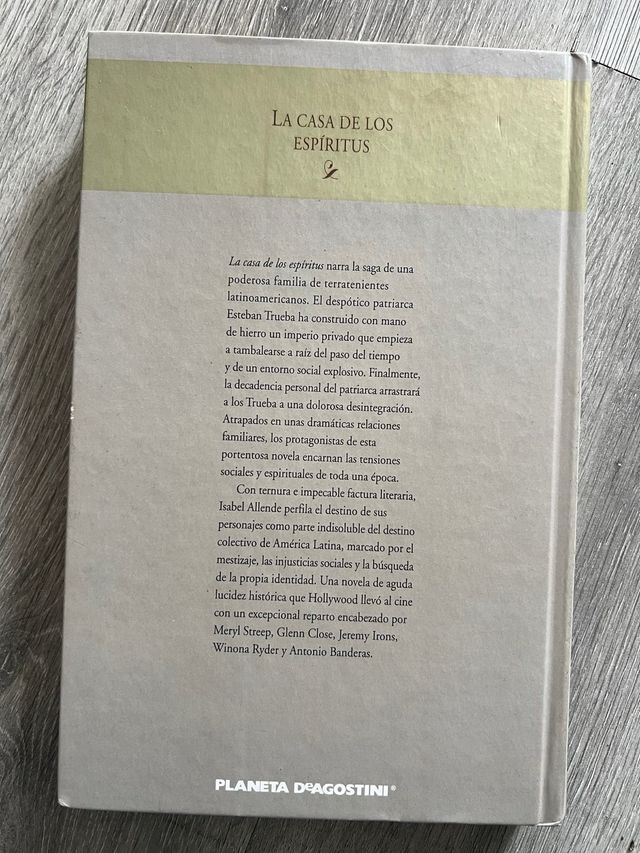 LA CASA DE LOS
ESPÍRITUS
La casa de los espíritus narra la saga de una
poderosa familia de terratenientes
latinoamericanos. El despótico patriarca
Esteban Trueba ha construido con mano
de hierro un imperio privado que empieza
a tambalearse a raíz del paso del tiempo
y de un entorno social explosivo. Finalmente,
la decadencia personal del patriarca arrastrará
a los Trueba a una dolorosa desintegración.
Atrapados en unas dramáticas relaciones
familiares, los protagonistas de esta
portentosa novela encarnan las tensiones
sociales y espirituales de toda una época.
Con ternura e impecable factura literaria,
Isabel Allende perfila el destino de sus
personajes como parte indisoluble del destino
colectivo de América Latina, marcado por el
mestizaje, las injusticias sociales y la búsqueda
de la propia identidad. Una novela de aguda
lucidez histórica que Hollywood llevó al cine
con un excepcional reparto encabezado por
Meryl Streep, Glenn Close, Jeremy Irons,
Winona Ryder y Antonio Banderas.
PLANETA DeAGOSTINI®